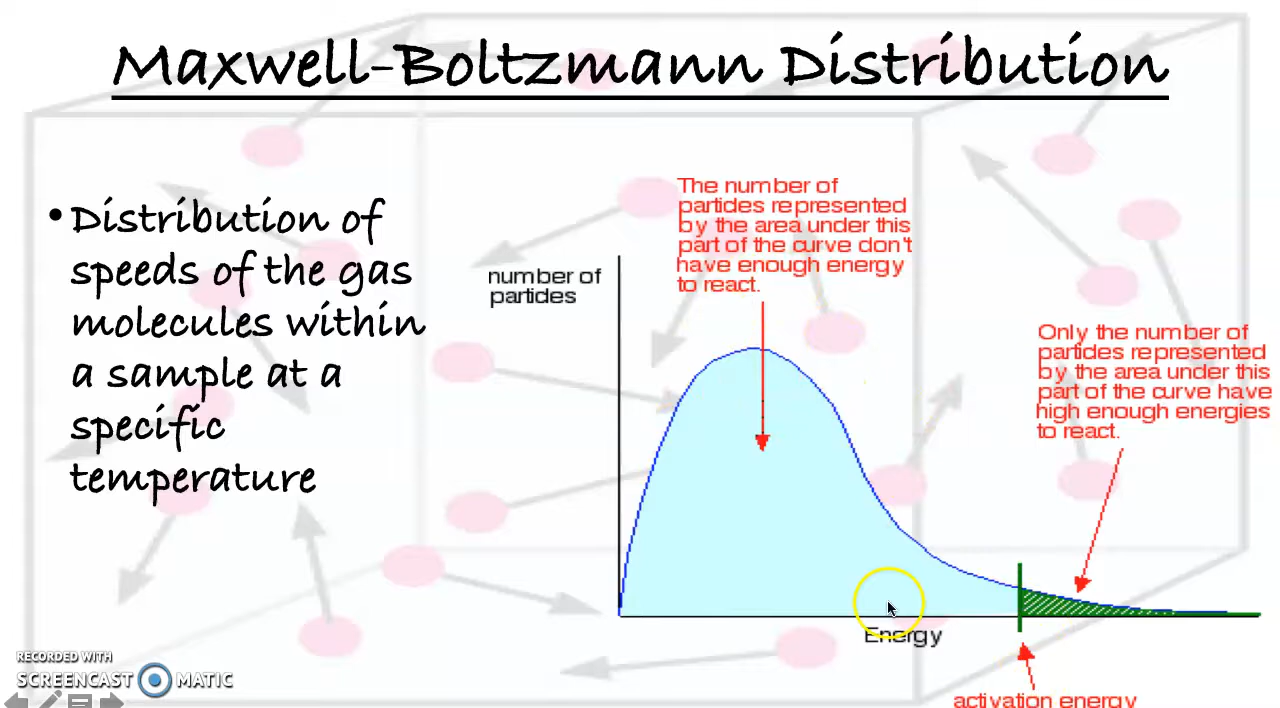 Maxwell-Boltzmann Distribution
• Distribution of
speeds of the gas
molecules within
a sample at a
specific
temperature
The number of
particles represented
by the area under this
part of the curve don't
have enough energy
to react.
number of
particles
Only the number of
particles represented
by the area under this
part of the curve have
high enough energies
to react.
Energy
activation energy
RECORDED WITH
SCREENCAST MATIC